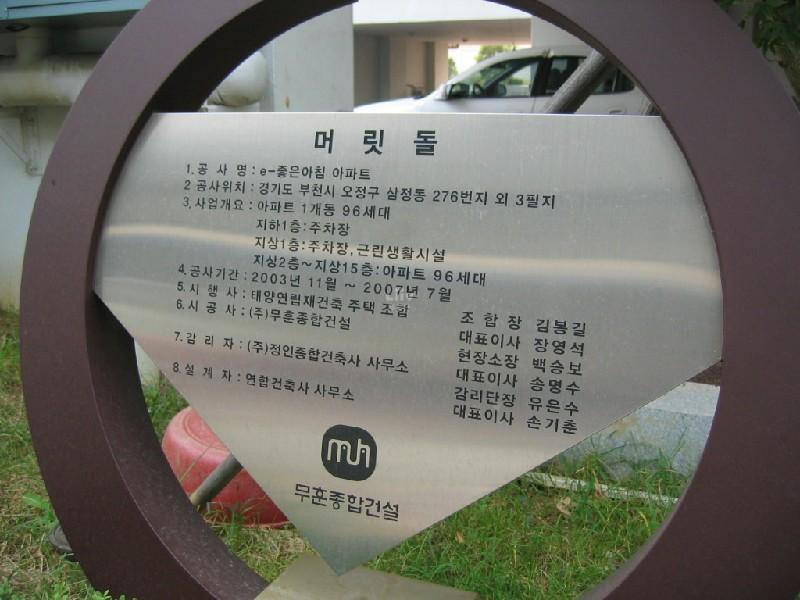 머릿돌
1. 공 사 명 : e-좋은아침 아파트
2 공사위치 : 경기도 부천시 오정구 삼정동 276번지 외 3필지
3. 사업개요 : 아파트 1개동 96세대
지하1층:주차장
지상1층:주차장, 근린생활시설
지상2층~지상15층:아파트 96세대
4. 공사기간 : 2003년 11월 ~ 2007년 7월
5. 시 행 사 : 태양연립재건축 주택 조합 조 합 장 김봉길
6. 시 공 사 : (주)무훈종합건설 대표이사 장영석
현장소장 백승보
7. 감 리 자 : (주)정인종합건축사 사무소 대표이사 송명수
감리단장 유은수
8. 설 계 자 : 연합건축사 사무소 대표이사 손기춘
mh
무훈종합건설